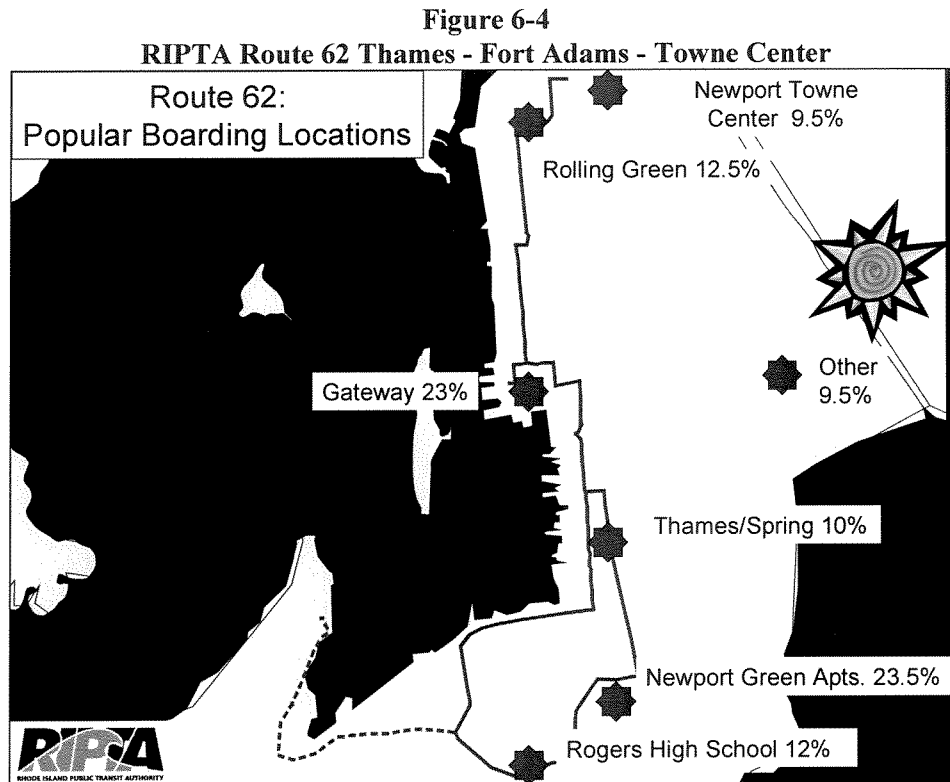 Figure 6-4
RIPTA Route 62 Thames - Fort Adams - Towne Center
Route 62:
Popular Boarding Locations
Newport Towne
Center 9.5%
Rolling Green 12.5%
Gateway 23%
Other
9.5%
Thames/Spring 10%
Newport Green Apts. 23.5%
Rogers High School 12%
RIPTA
RHODE ISLAND PUBLIC TRANSIT AUTHORITY